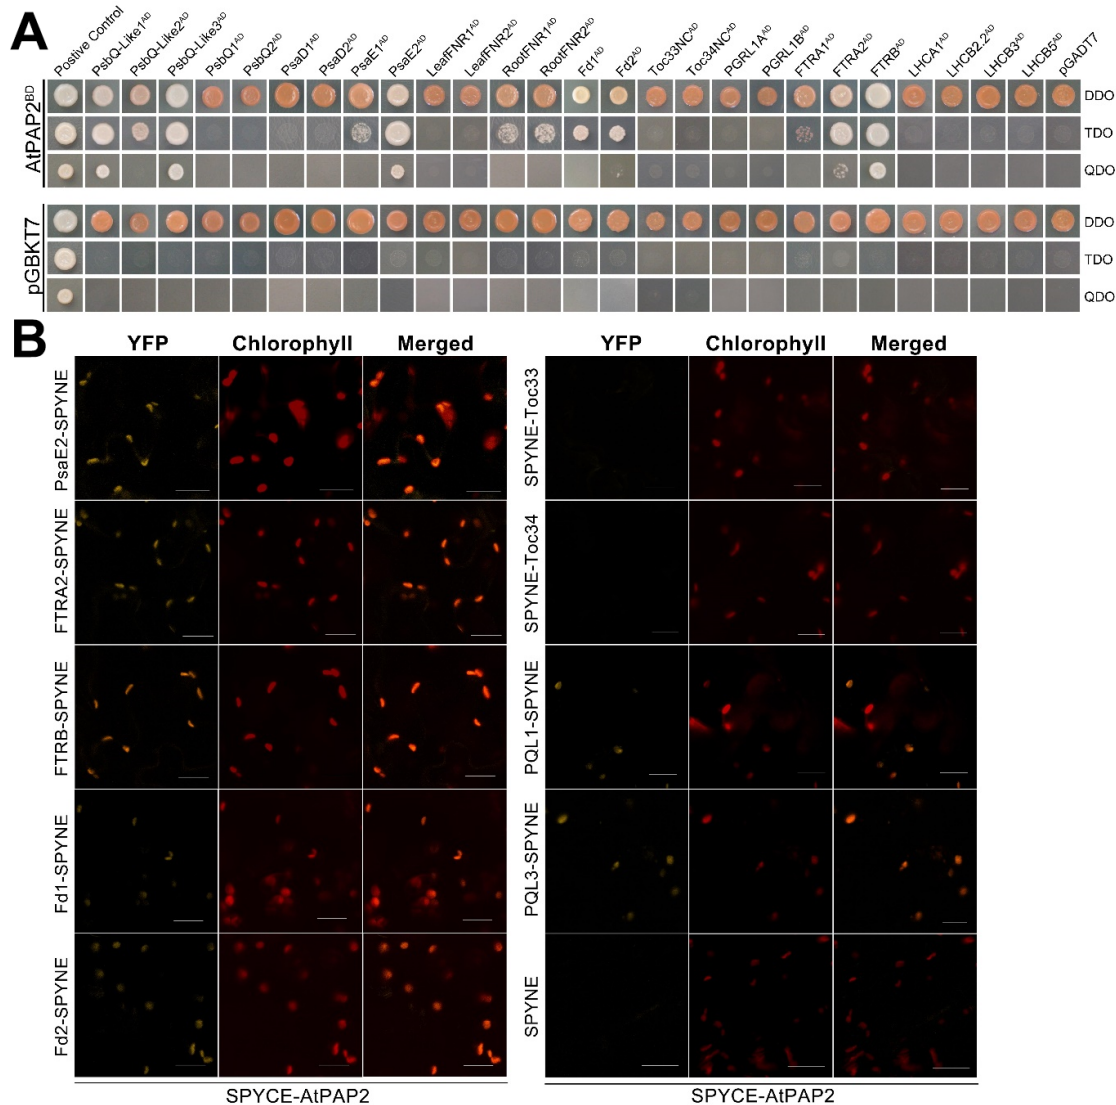 A
Postive Control
PsbQ-Like1AD
PsbQ-Like2AD
PsbQ-Like3AD
PsbQ1AD
PsbQ2AD
PsaD1AD
PsaD2AD
PsaE1AD
PsaE2AD
LeafFNR1AD
LeafFNR2AD
RootFNR1AD
RootFNR2AD
Fd1AD
Fd2AD
Toc33NCAD
Toc34NCAD
PGRL1AAD
PGRL1BAD
FTRA1AD
FTRA2AD
FTRBAD
LHCA1AD
LHCB2.2AD
LHCB3AD
LHCB5AD
pGADT7
AtPAP2BD
DDO
TDO
QDO
pGBKT7
DDO
TDO
QDO
B
YFP Chlorophyll Merged
PsaE2-SPYNE
FTRA2-SPYNE
FTRB-SPYNE
Fd1-SPYNE
Fd2-SPYNE
SPYCE-AtPAP2
YFP Chlorophyll Merged
SPYNE-Toc33
SPYNE-Toc34
PQL1-SPYNE
PQL3-SPYNE
SPYNE
SPYCE-AtPAP2